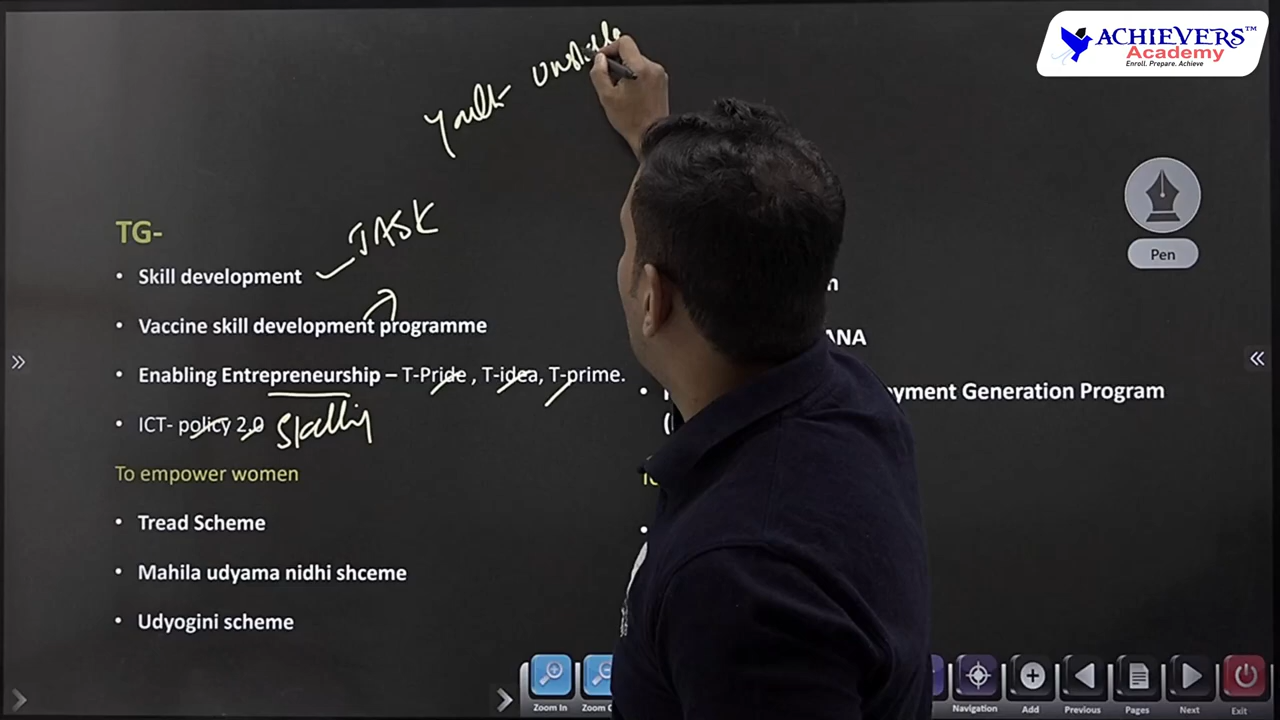 ACHIEVERS™
Academy
Enroll. Prepare. Achieve
Youth-
Pen
TG-
TASK
• Skill development
• Vaccine skill development programme
• Enabling Entrepreneurship – T-Pride , T-idea, T-prime.
• ICT- policy 2.0 Skilling
To empower women
• Tread Scheme
• Mahila udyama nidhi shceme
• Udyogini scheme
n
ANA
yment Generation Program
(
Zoom In
Navigation
Add
Previous
Pages
Next
Exit